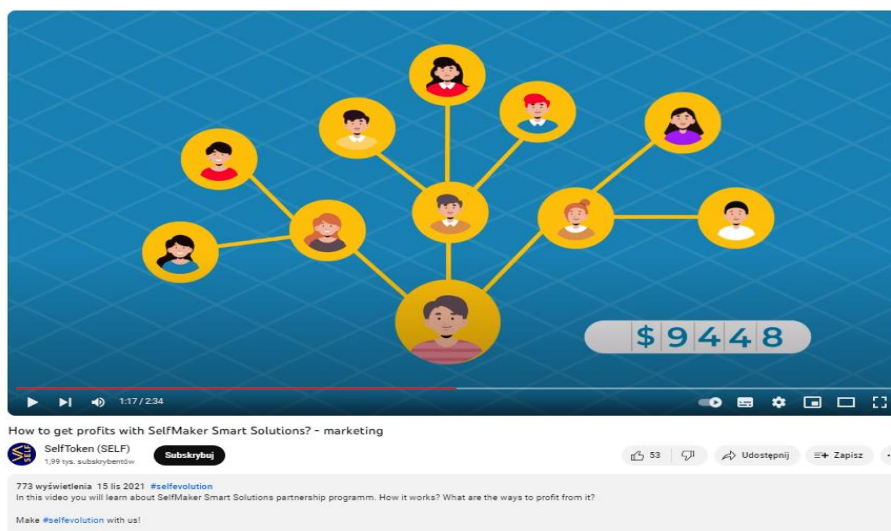 $9448
1:17 / 2:34
How to get profits with SelfMaker Smart Solutions? - marketing
SELF
SelfToken (SELF)
1,99 tys. subskrybentów
Subskrybuj
53
Udostępnij
Zapisz
773 wyświetlenia 15 lis 2021 #selfevolution
In this video you will learn about SelfMaker Smart Solutions partnership programm. How it works? What are the ways to profit from it?
Make #selfevolution with us!